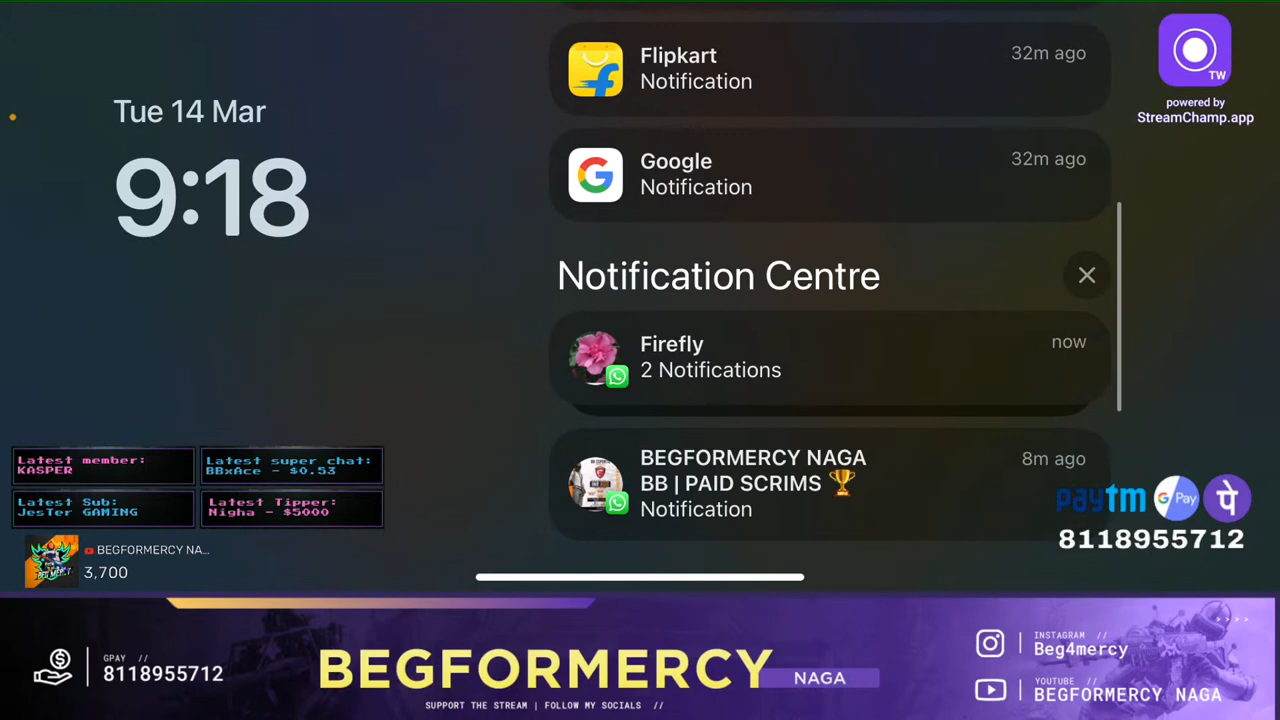 Tue 14 Mar
9:18
Flipkart
32m ago
Notification
Google
32m ago
Notification
Notification Centre
Firefly
now
2 Notifications
BEGFORMERCY NAGA
8m ago
BB | PAID SCRIMS 🏆
Notification
TW
powered by
StreamChamp.app
Latest member:
KASPER
Latest super chat:
BBxAce - $0.53
Latest Sub:
JesTer GAMING
Latest Tipper:
Nigha - $5000
BEGFORMERCY NA...
3,700
paytm
G Pay
पे
8118955712
GPAY //
8118955712
BEGFORMERCY
NAGA
SUPPORT THE STREAM | FOLLOW MY SOCIALS //
> > > >
INSTAGRAM //
Beg4mercy
YOUTUBE //
BEGFORMERCY NAGA